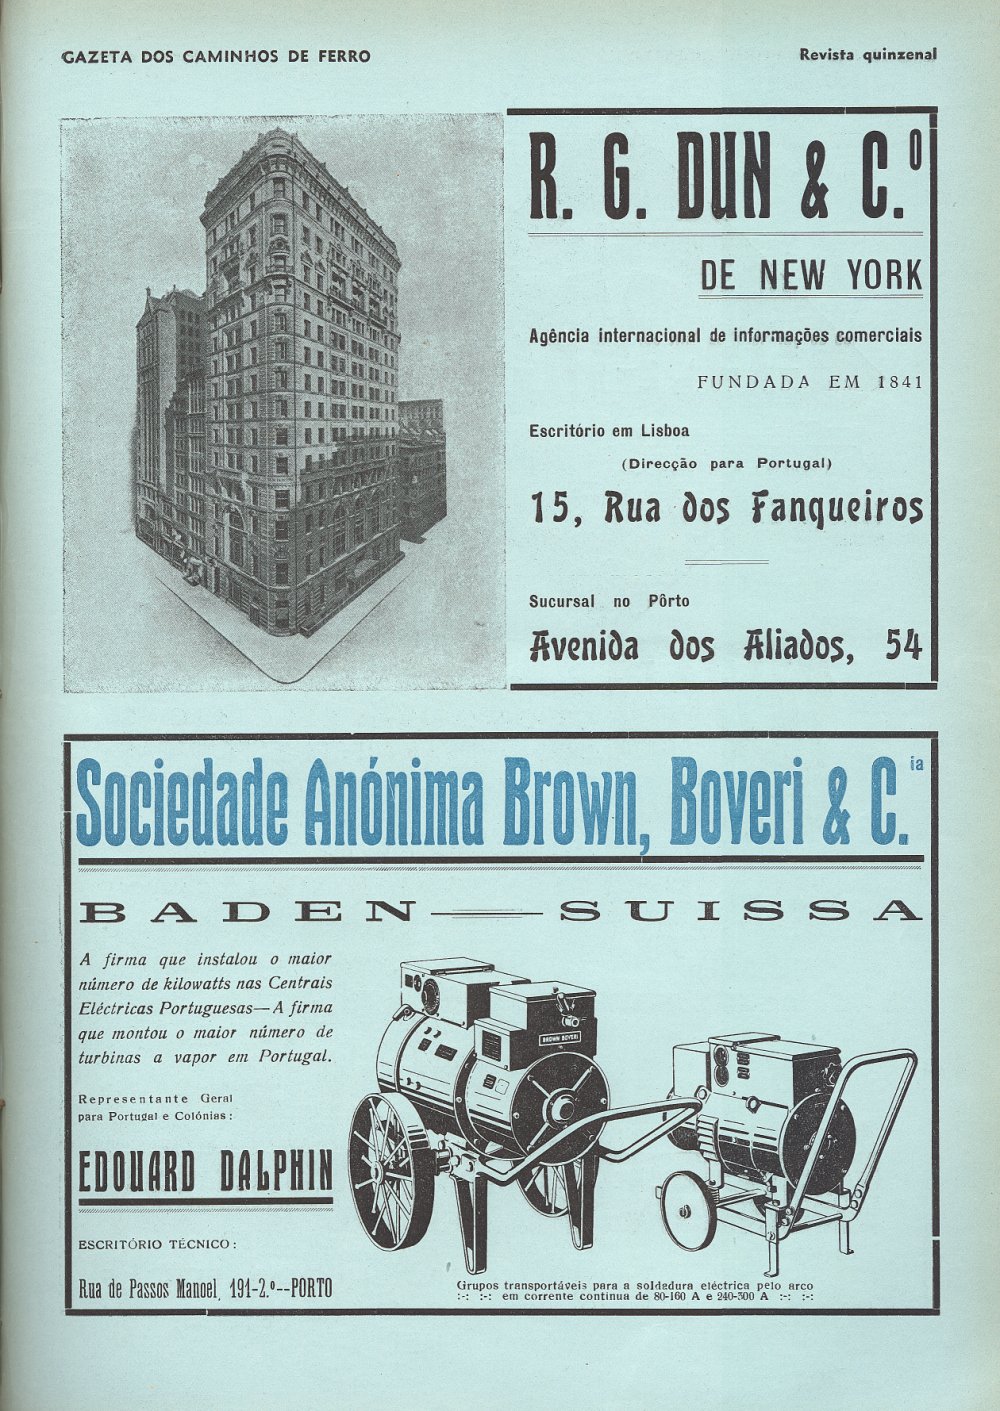 GAZETA DOS CAMINHOS DE FERRO
Revista quinzenal
R. G. DUN & C.º
DE NEW YORK
Agência internacional de informações comerciais
FUNDADA EM 1841
Escritório em Lisboa
(Direcção para Portugal)
15, Rua dos Fanqueiros
Sucursal no Pôrto
Avenida dos Aliados, 54
Sociedade Anónima Brown, Boveri & C.ia
BADEN—SUISSA
A firma que instalou o maior
número de kilowatts nas Centrais
Eléctricas Portuguesas—A firma
que montou o maior número de
turbinas a vapor em Portugal.
Representante Geral
para Portugal e Colónias:
EDOUARD DALPHIN
ESCRITÓRIO TÉCNICO:
Rua de Passos Manoel, 191-2.º--PORTO
BROWN BOVERI
Grupos transportáveis para a soldadura eléctrica pelo arco
:-: :-: em corrente contínua de 80-160 A e 240-300 A :-: :-: